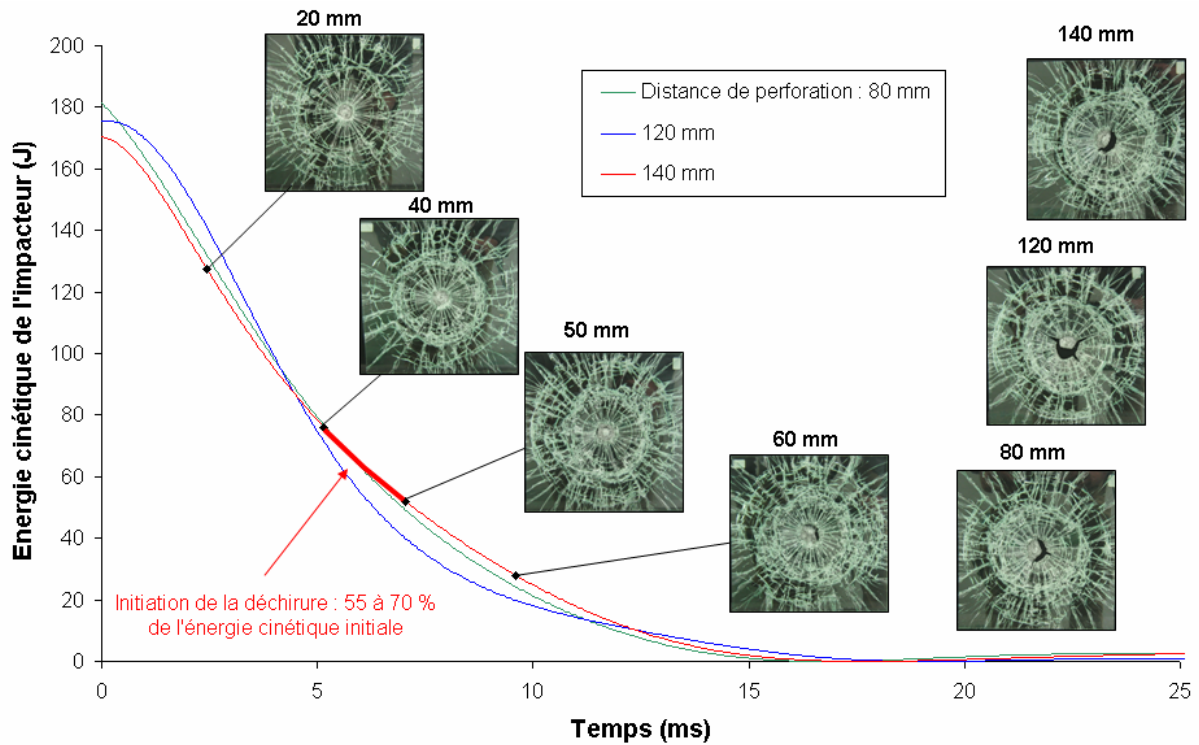 20 mm
140 mm
Distance de perforation : 80 mm
120 mm
140 mm
40 mm
120 mm
50 mm
60 mm
80 mm
Initiation de la déchirure : 55 à 70 %
de l'énergie cinétique initiale
Energie cinétique de l'impacteur (J)
200
180
160
140
120
100
80
60
40
20
0
0
5
10
15
20
25
Temps (ms)